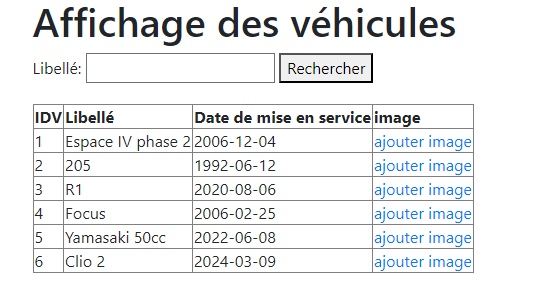 Affichage des véhicules
Libellé: Rechercher
IDV Libellé Date de mise en service image
1 Espace IV phase 2 2006-12-04 ajouter image
2 205 1992-06-12 ajouter image
3 R1 2020-08-06 ajouter image
4 Focus 2006-02-25 ajouter image
5 Yamasaki 50cc 2022-06-08 ajouter image
6 Clio 2 2024-03-09 ajouter image